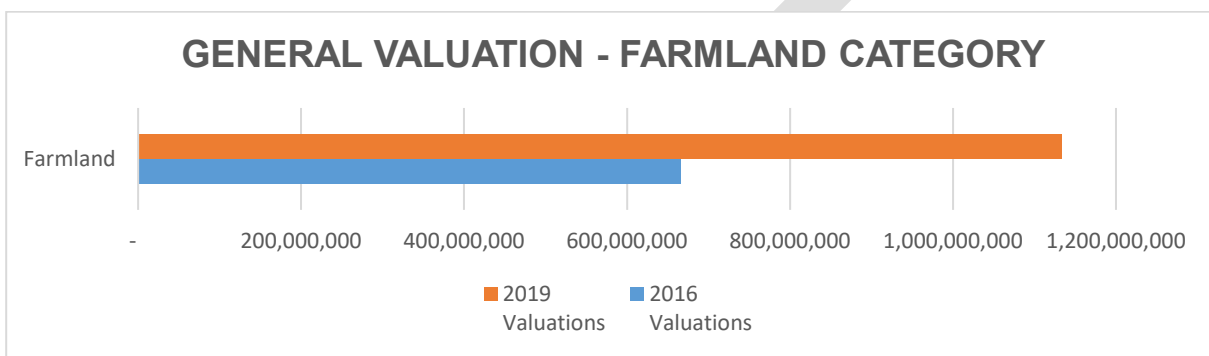 GENERAL VALUATION - FARMLAND CATEGORY
Farmland
- 200,000,000 400,000,000 600,000,000 800,000,000 1,000,000,000 1,200,000,000
2019 Valuations
2016 Valuations